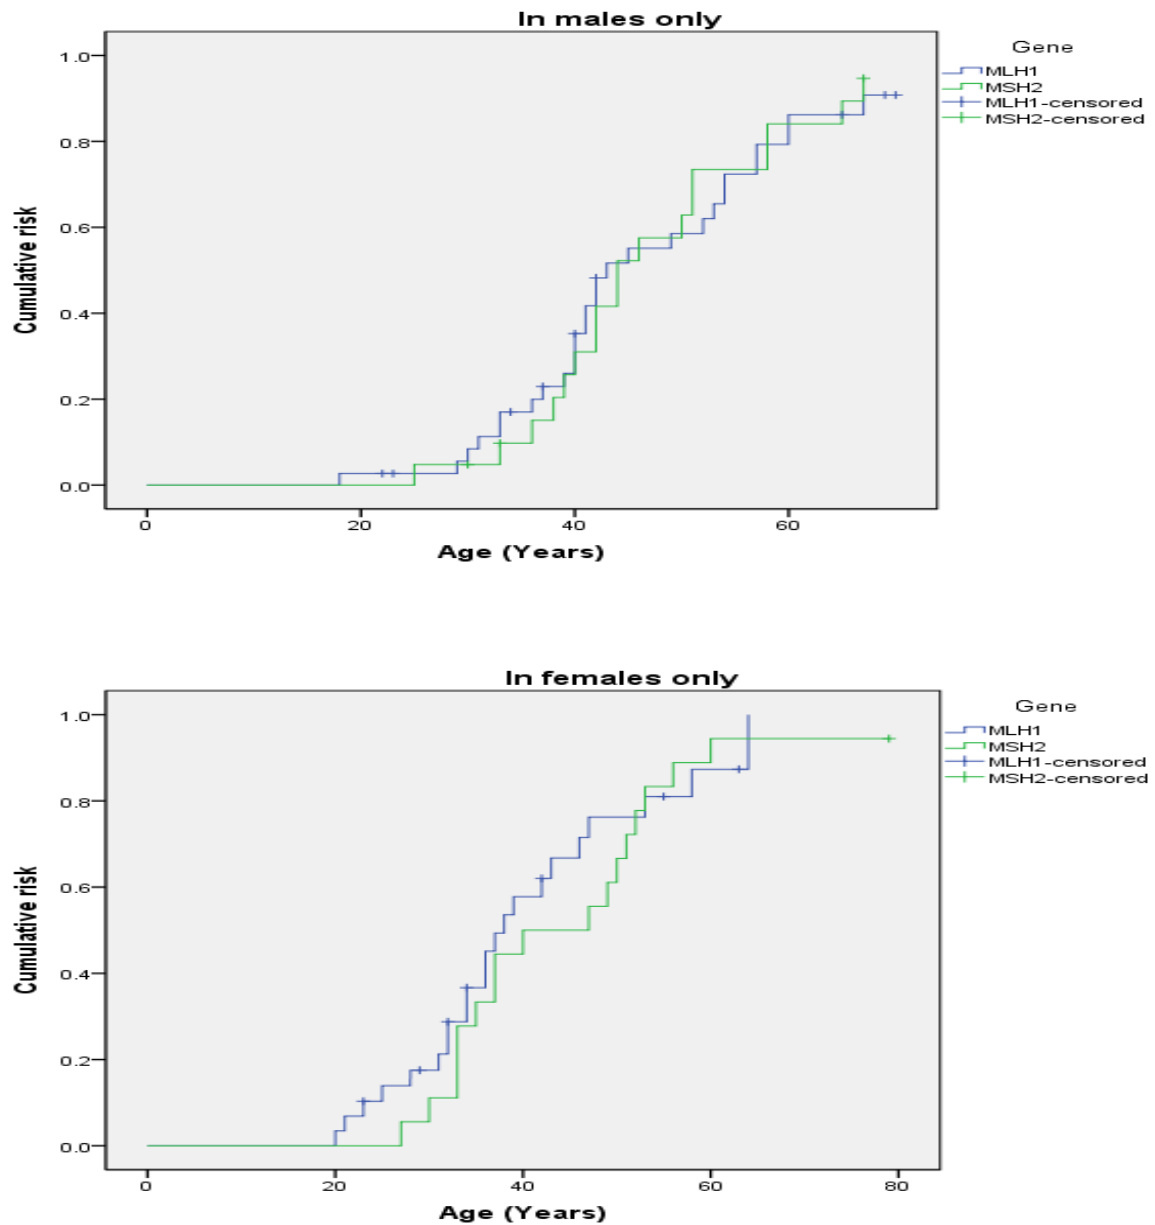 In males only
Gene
MLH1
MSH2
MLH1-censored
MSH2-censored
1.0
0.8
0.6
0.4
0.2
0.0
Cumulative risk
0 20 40 60
Age (Years)
In females only
Gene
MLH1
MSH2
MLH1-censored
MSH2-censored
1.0
0.8
0.6
0.4
0.2
0.0
Cumulative risk
0 20 40 60 80
Age (Years)